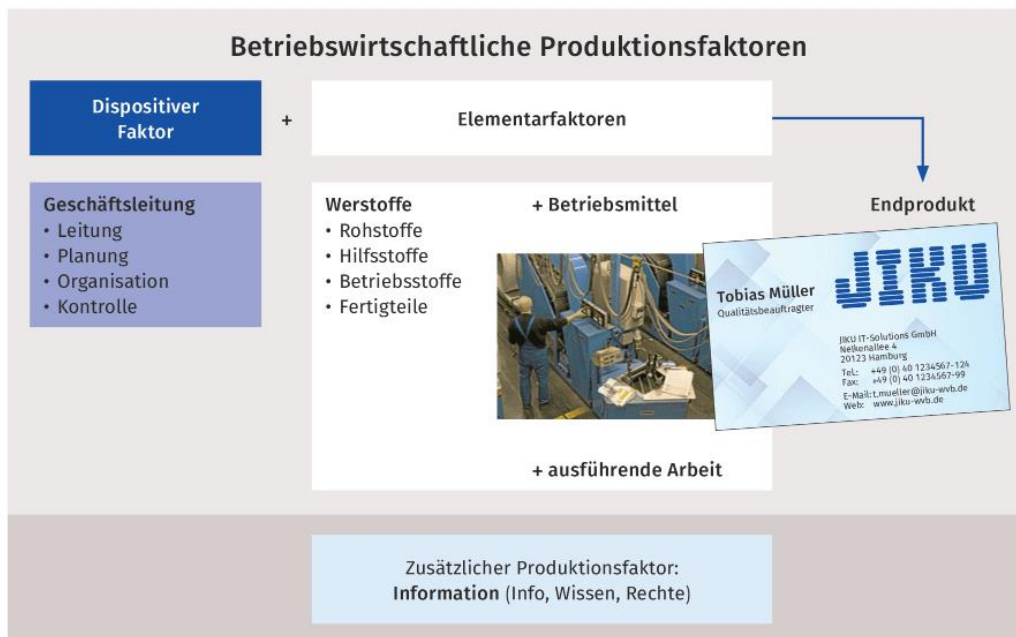 Betriebswirtschaftliche Produktionsfaktoren
Dispositiver
Faktor
+
Elementarfaktoren
Geschäftsleitung
• Leitung
• Planung
• Organisation
• Kontrolle
Werstoffe
• Rohstoffe
• Hilfsstoffe
• Betriebsstoffe
• Fertigteile
+ Betriebsmittel
+ ausführende Arbeit
Endprodukt
Tobias Müller
Qualitätsbeauftragter
JIKU
JIKU IT-Solutions GmbH
Nelkenallee 4
20123 Hamburg
Tel.: +49 (0) 40 1234567-124
Fax: +49 (0) 40 1234567-99
E-Mail: t.mueller@jiku-wvb.de
Web: www.jiku-wvb.de
Zusätzlicher Produktionsfaktor:
Information (Info, Wissen, Rechte)